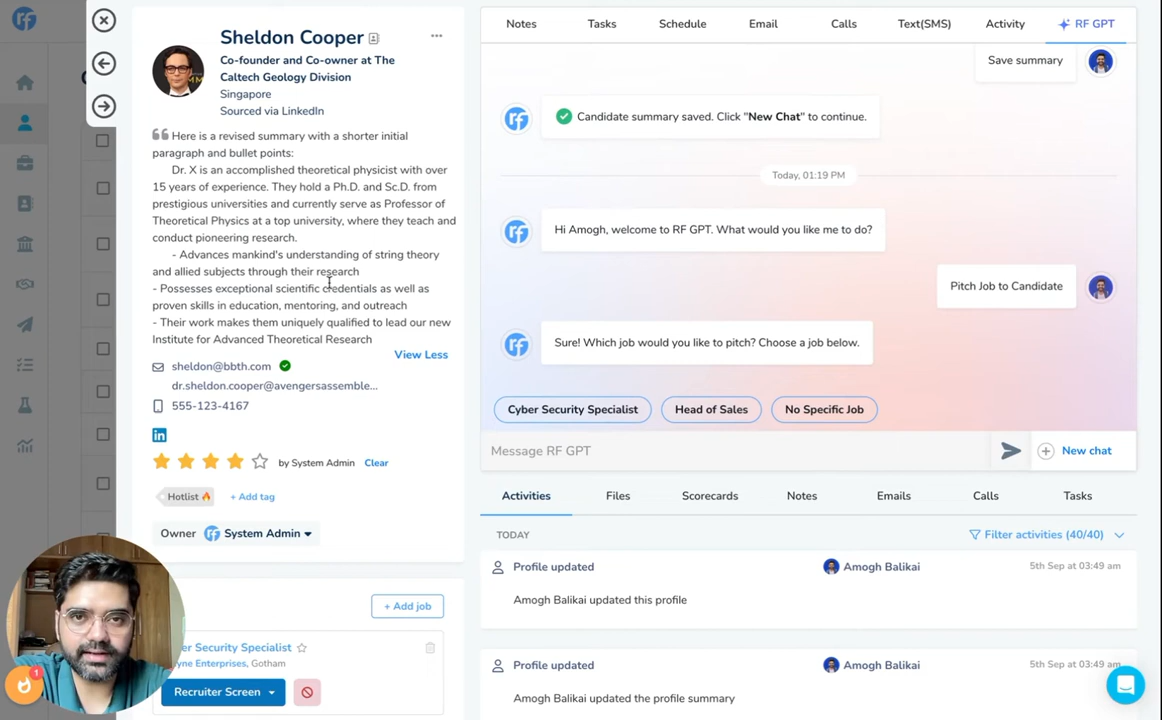 Sheldon Cooper
Co-founder and Co-owner at The
Caltech Geology Division
Singapore
Sourced via LinkedIn
Here is a revised summary with a shorter initial
paragraph and bullet points:
Dr. X is an accomplished theoretical physicist with over
15 years of experience. They hold a Ph.D. and Sc.D. from
prestigious universities and currently serve as Professor of
Theoretical Physics at a top university, where they teach and
conduct pioneering research.
- Advances mankind's understanding of string theory
and allied subjects through their research
- Possesses exceptional scientific credentials as well as
proven skills in education, mentoring, and outreach
- Their work makes them uniquely qualified to lead our new
Institute for Advanced Theoretical Research
View Less
sheldon@bbth.com
dr.sheldon.cooper@avengersassemble...
555-123-4167
in
by System Admin Clear
Hotlist 🔥 + Add tag
Owner System Admin
+ Add job
er Security Specialist
yne Enterprises, Gotham
Recruiter Screen
1
Notes Tasks Schedule Email Calls Text(SMS) Activity RF GPT
Save summary
Candidate summary saved. Click "New Chat" to continue.
Today, 01:19 PM
Hi Amogh, welcome to RF GPT. What would you like me to do?
Pitch Job to Candidate
Sure! Which job would you like to pitch? Choose a job below.
Cyber Security Specialist Head of Sales No Specific Job
Message RF GPT New chat
Activities Files Scorecards Notes Emails Calls Tasks
TODAY Filter activities (40/40)
Profile updated Amogh Balikai 5th Sep at 03:49 am
Amogh Balikai updated this profile
Profile updated Amogh Balikai 5th Sep at 03:49 am
Amogh Balikai updated the profile summary